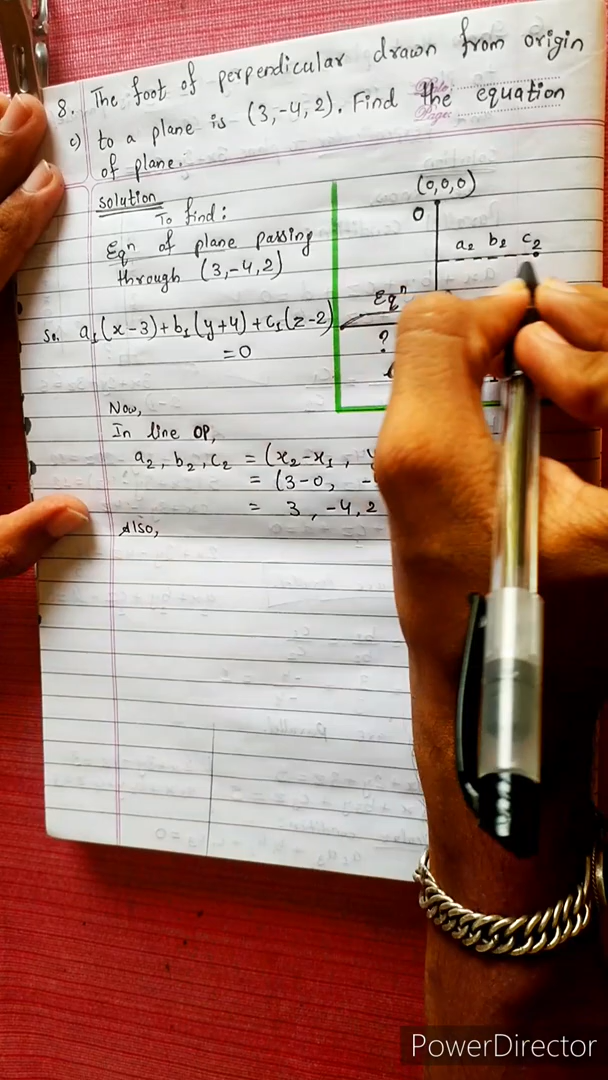 8. The foot of perpendicular drawn from origin
c) to a plane is (3,-4,2). Find the equation
of plane.
Date:
Page:
Solution
To find:
Eqⁿ of plane passing
through (3,-4,2)
So. a₁(x-3)+b₁(y+4)+c₁(z-2)
=0
(0,0,0)
O
a₂ b₂ c₂
Eqⁿ
?
Now,
In line OP,
a₂, b₂, c₂ = (x₂-x₁,
= (3-0,
= 3, -4, 2
Also,
PowerDirector